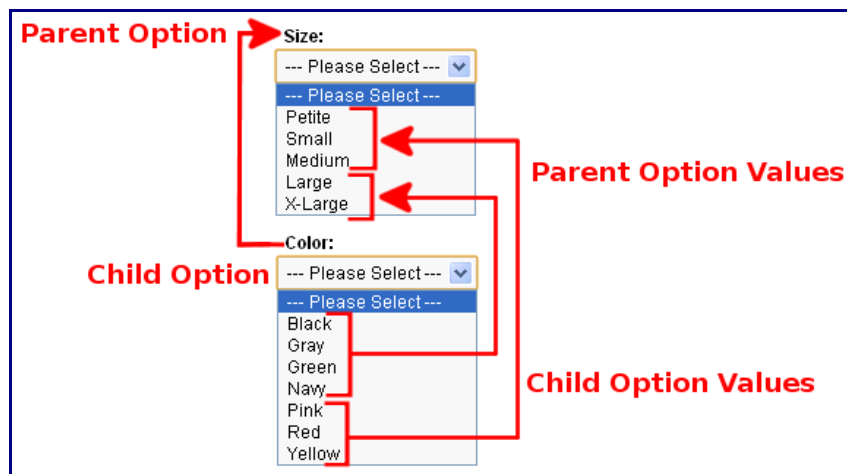 Parent Option
Size:
--- Please Select ---
--- Please Select ---
Petite
Small
Medium
Large
X-Large
Parent Option Values
Color:
Child Option
--- Please Select ---
--- Please Select ---
Black
Gray
Green
Navy
Pink
Red
Yellow
Child Option Values